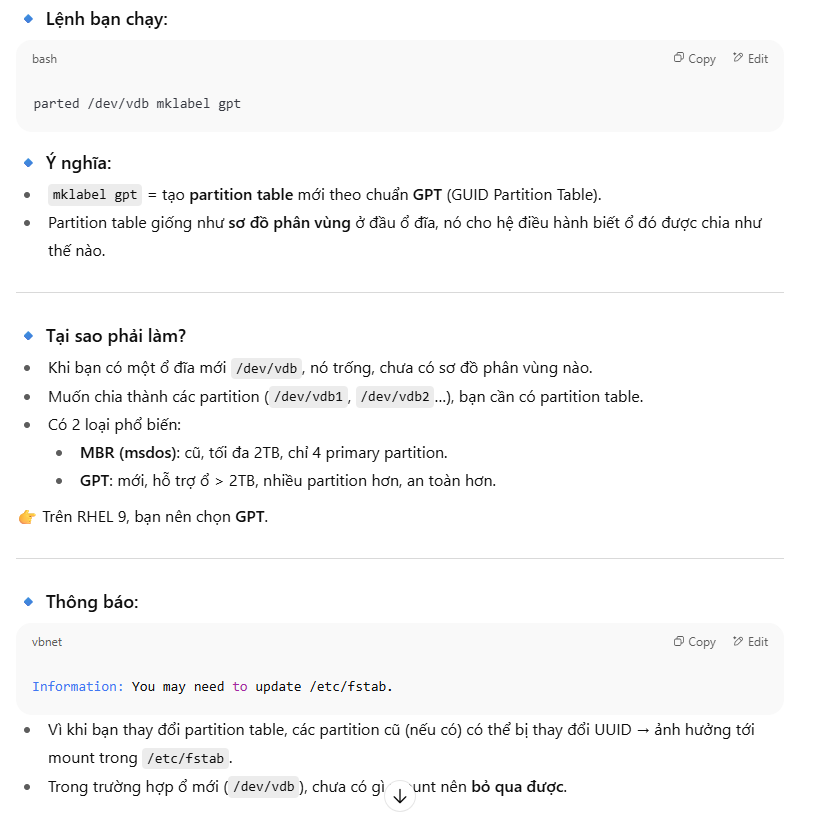 Lệnh bạn chạy:
bash
Copy
Edit
parted /dev/vdb mklabel gpt
Ý nghĩa:
mklabel gpt = tạo partition table mới theo chuẩn GPT (GUID Partition Table).
Partition table giống như sơ đồ phân vùng ở đầu ổ đĩa, nó cho hệ điều hành biết ổ đó được chia như
thế nào.
Tại sao phải làm?
Khi bạn có một ổ đĩa mới /dev/vdb, nó trống, chưa có sơ đồ phân vùng nào.
Muốn chia thành các partition (/dev/vdb1, /dev/vdb2…), bạn cần có partition table.
Có 2 loại phổ biến:
MBR (msdos): cũ, tối đa 2TB, chỉ 4 primary partition.
GPT: mới, hỗ trợ ổ > 2TB, nhiều partition hơn, an toàn hơn.
👉 Trên RHEL 9, bạn nên chọn GPT.
Thông báo:
vbnet
Copy
Edit
Information: You may need to update /etc/fstab.
Vì khi bạn thay đổi partition table, các partition cũ (nếu có) có thể bị thay đổi UUID → ảnh hưởng tới
mount trong /etc/fstab.
Trong trường hợp ổ mới (/dev/vdb), chưa có gì unt nên bỏ qua được.